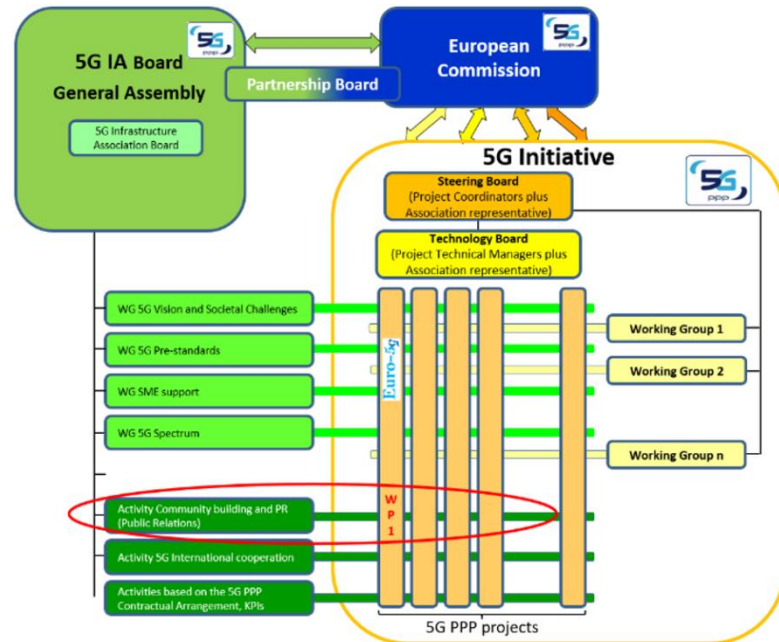 5G
PPP
5G IA Board
General Assembly
5G Infrastructure
Association Board
Partnership Board
European
Commission
5G
PPP
5G Initiative
5G
PPP
Steering Board
(Project Coordinators plus
Association representative)
Technology Board
(Project Technical Managers plus
Association representative)
WG 5G Vision and Societal Challenges
WG 5G Pre-standards
WG SME support
WG 5G Spectrum
Activity Community building and PR
(Public Relations)
Activity 5G International cooperation
Activities based on the 5G PPP
Contractual Arrangement, KPIs
Euro-5g
WP1
Working Group 1
Working Group 2
Working Group n
5G PPP projects